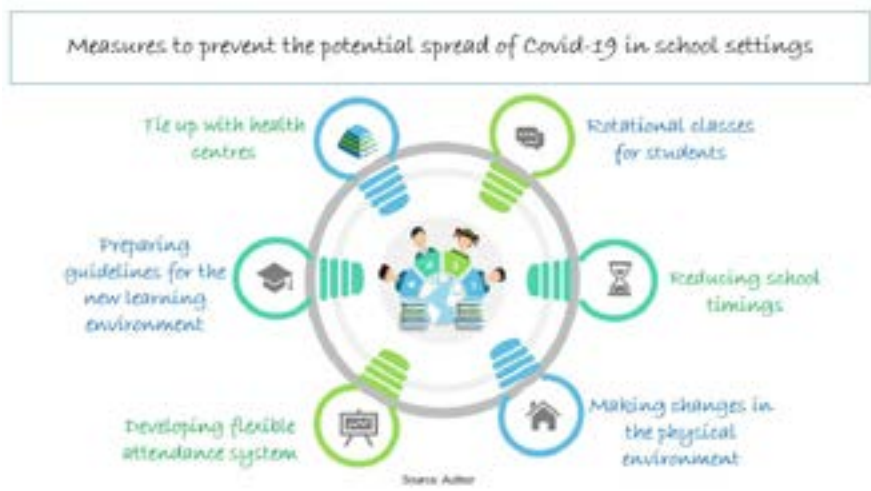 Measures to prevent the potential spread of Covid-19 in school settings
Tie up with health
centres
Rotational classes
for students
Preparing
guidelines for the
new learning
environment
Reducing school
timings
Developing flexible
attendance system
Making changes in
the physical
environment
Source: Author